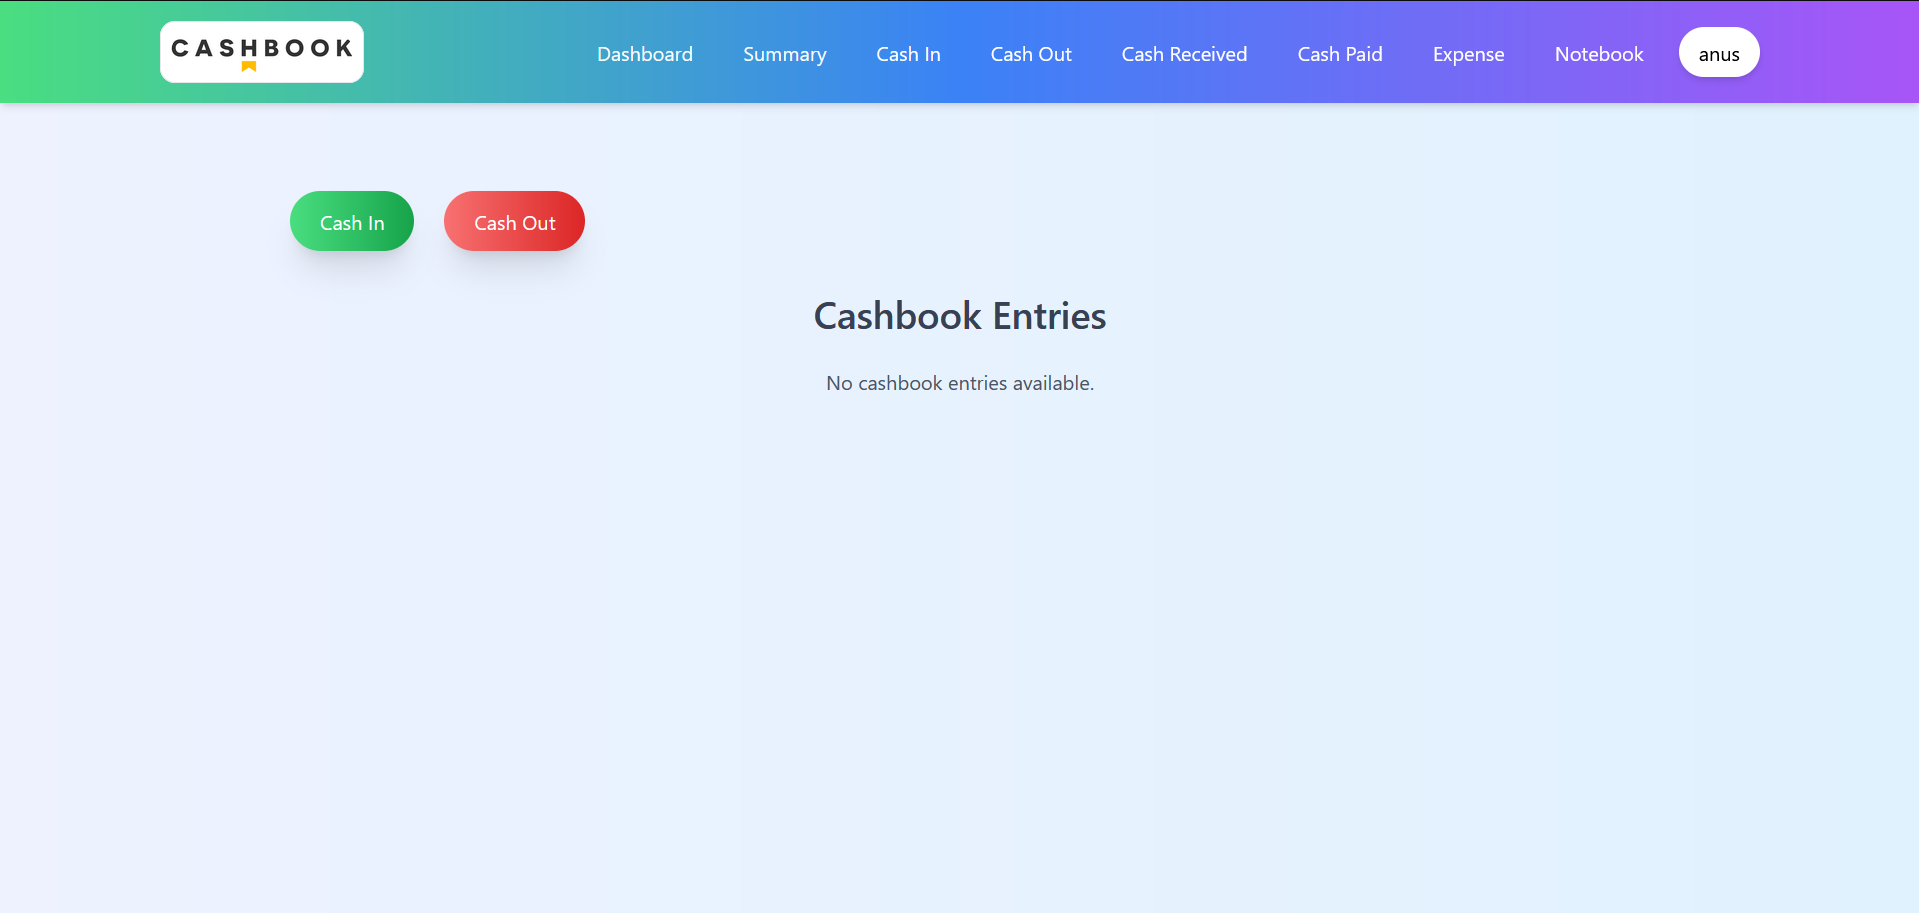 CASHBOOK
Dashboard Summary Cash In Cash Out Cash Received Cash Paid Expense Notebook anus
Cash In Cash Out
Cashbook Entries
No cashbook entries available.